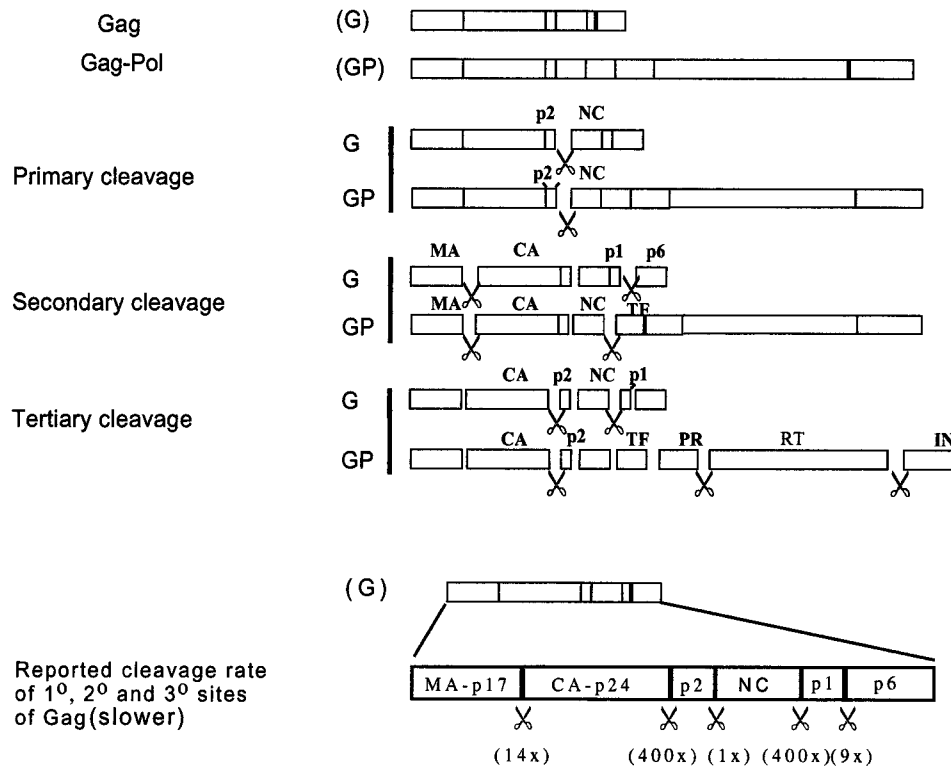 Gag (G)
Gag-Pol (GP)
p2 NC
G
Primary cleavage
p2 NC
GP
MA CA p1 p6
G
Secondary cleavage
MA CA NC TF
GP
CA p2 NC p1
G
Tertiary cleavage
CA p2 TF PR RT IN
GP
(G)
Reported cleavage rate
of 1º, 2º and 3º sites
of Gag(slower)
MA-p17 CA-p24 p2 NC p1 p6
(14x) (400x) (1x) (400x)(9x)